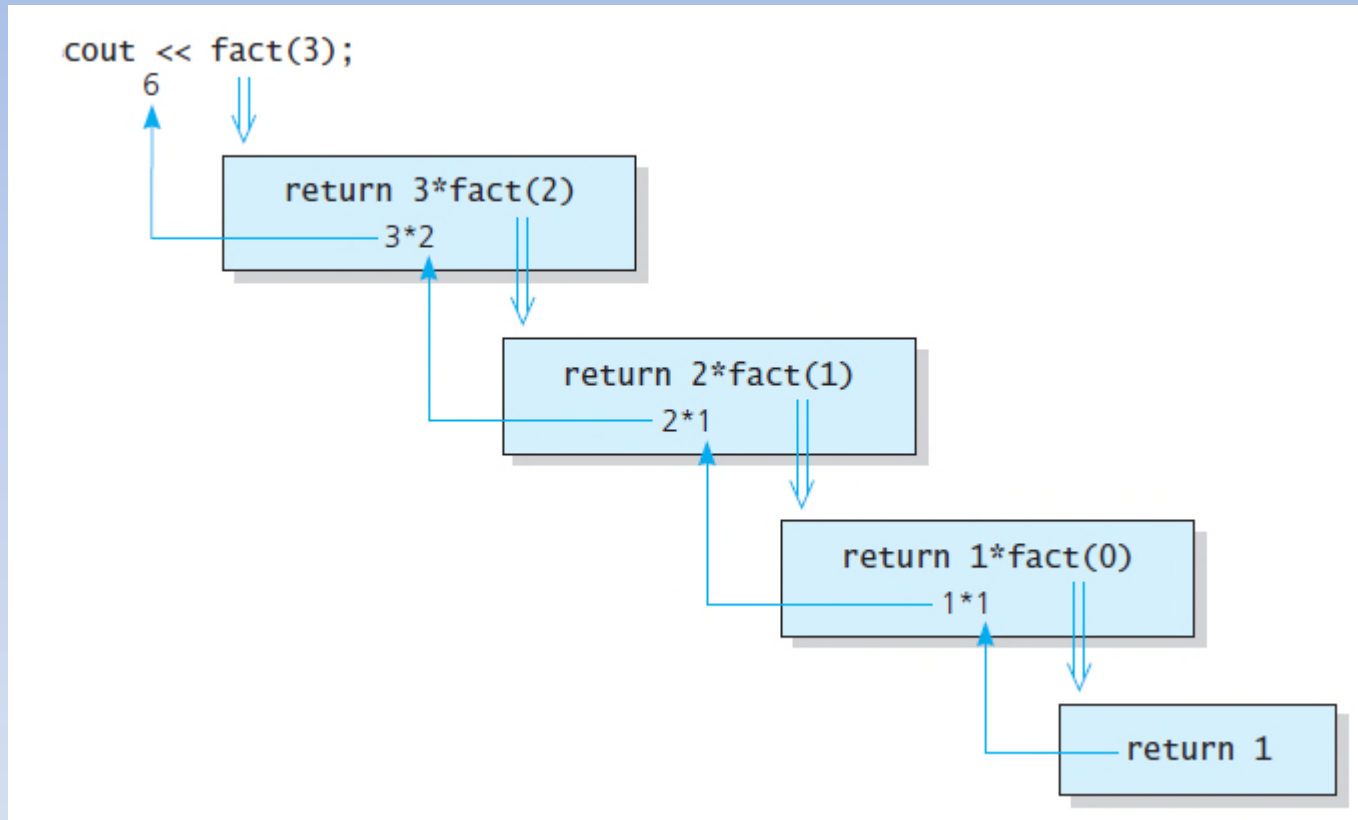 cout << fact(3);
6
return 3*fact(2)
3*2
return 2*fact(1)
2*1
return 1*fact(0)
1*1
return 1